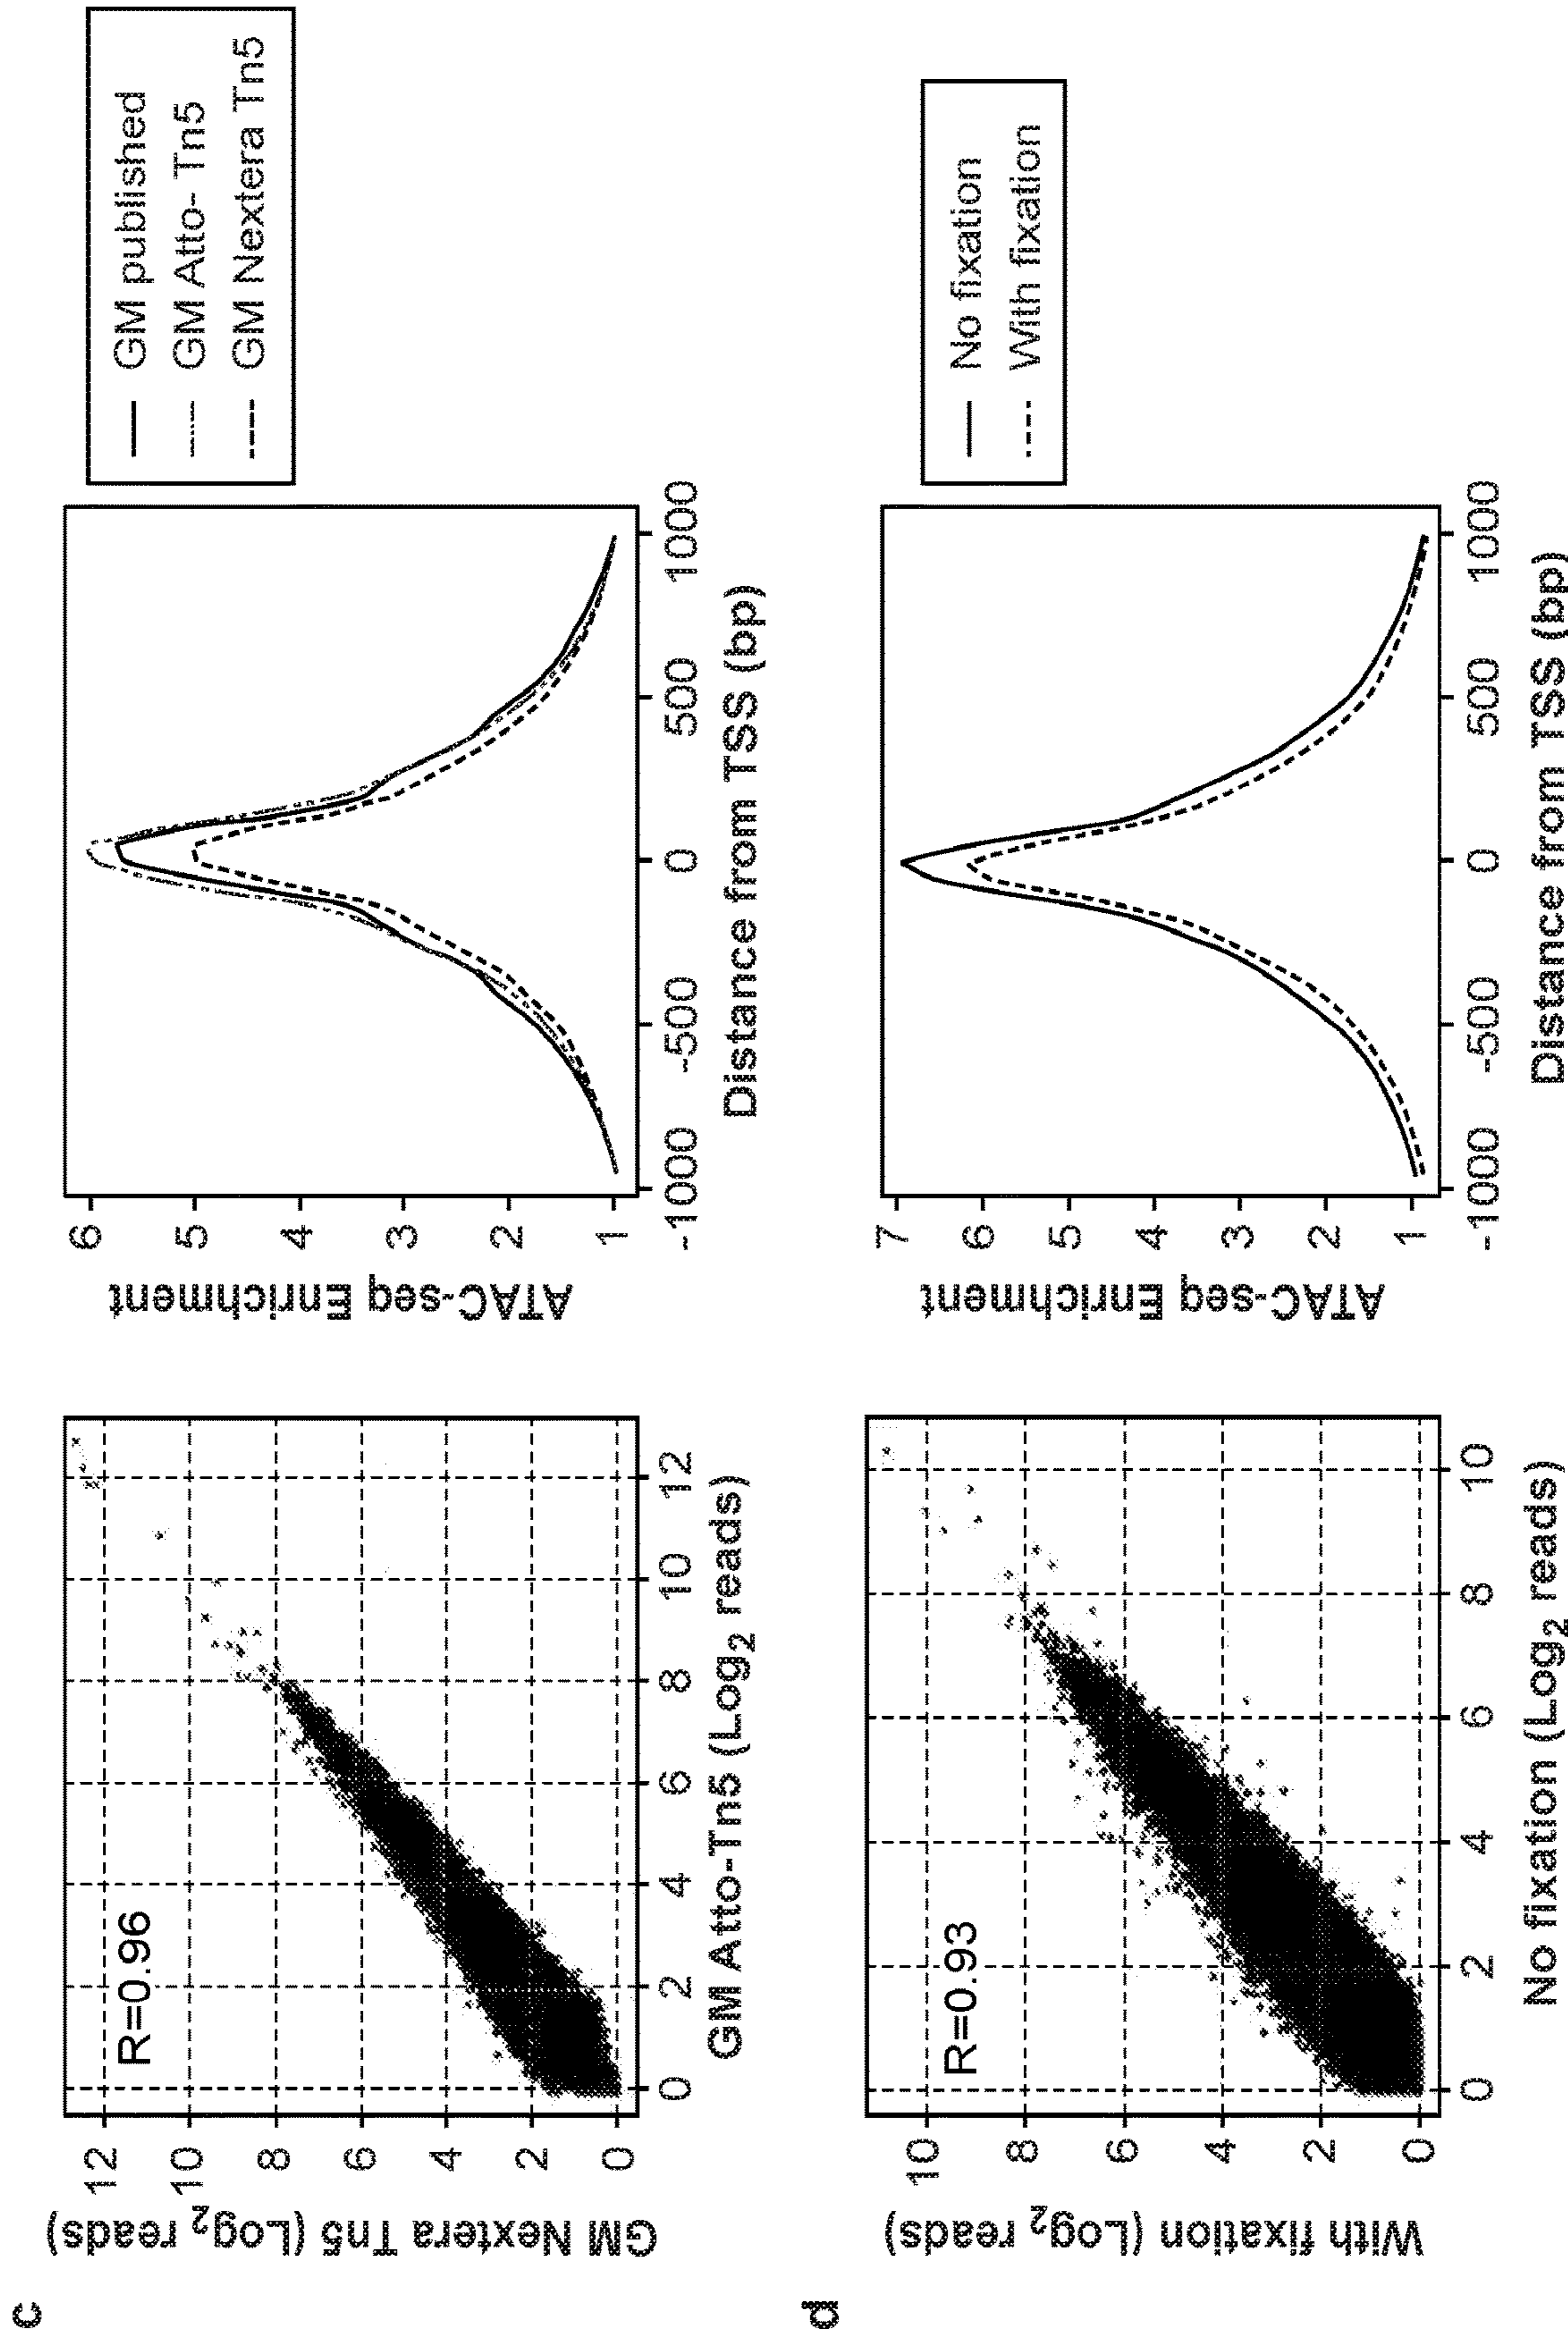 c
R=0.96
GM Nextera Tn5 (Log2 reads)
12
10
8
6
4
2
0
0
2
4
6
8
10
12
GM Atto-Tn5 (Log2 reads)
ATAC-seq Enrichment
6
5
4
3
2
1
-1000
-500
0
500
1000
Distance from TSS (bp)
GM published
GM Atto- Tn5
GM Nextera Tn5
d
R=0.93
With fixation (Log2 reads)
10
8
6
4
2
0
0
2
4
6
8
10
No fixation (Log2 reads)
ATAC-seq Enrichment
7
6
5
4
3
2
1
-1000
-500
0
500
1000
Distance from TSS (bp)
No fixation
With fixation